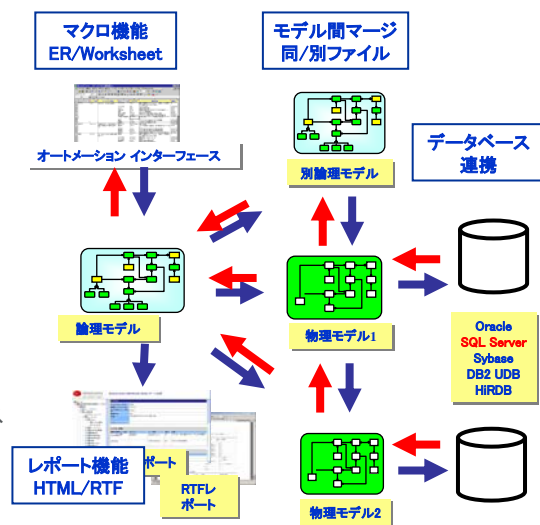 マクロ機能
ER/Worksheet
モデル間マージ
同/別ファイル
オートメーション インターフェース
データベース
連携
別論理モデル
論理モデル
物理モデル1
Oracle
SQL Server
Sybase
DB2 UDB
HiRDB
レポート機能
HTML/RTF
ポート
RTFレ
ポート
物理モデル2